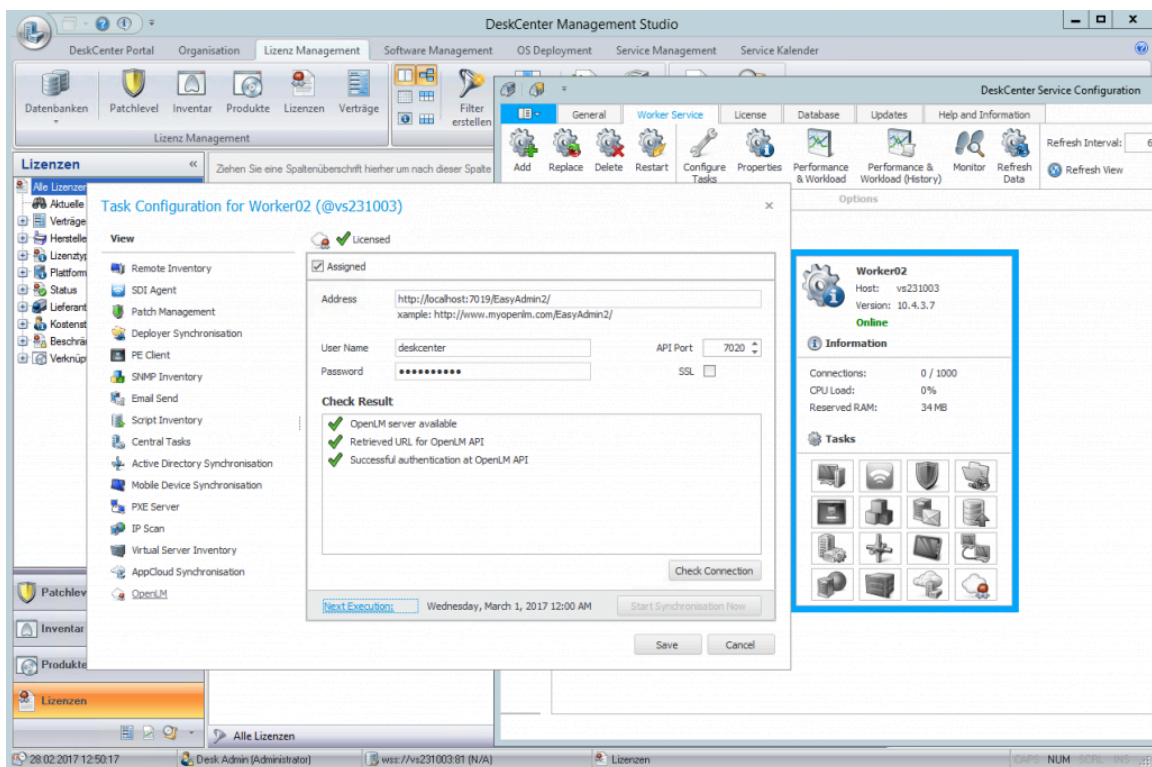 DeskCenter Management Studio
DeskCenter Portal Organisation Lizenz Management Software Management OS Deployment Service Management Service Kalender
Datenbanken Patchlevel Inventar Produkte Lizenzen Verträge Filter erstellen
Lizenz Management
DeskCenter Service Configuration
General Worker Service License Database Updates Help and Information
Add Replace Delete Restart Configure Tasks Properties Performance & Workload Performance & Workload (History) Monitor Refresh Data
Refresh Interval: 6
Refresh View
Options
Lizenzen «
Ziehen Sie eine Spaltenüberschrift hierher um nach dieser Spalte
Alle Lizenzen
Aktuelle
Verträge
Herstelle
Lizenztyp
Plattform
Status
Lieferant
Kostenst
Beschrä
Verknüp
Task Configuration for Worker02 (@vs231003)
View
Remote Inventory
SDI Agent
Patch Management
Deployer Synchronisation
PE Client
SNMP Inventory
Email Send
Script Inventory
Central Tasks
Active Directory Synchronisation
Mobile Device Synchronisation
PXE Server
IP Scan
Virtual Server Inventory
AppCloud Synchronisation
OpenLM
Licensed
Assigned
Address http://localhost:7019/EasyAdmin2/
xample: http://www.myopenlm.com/EasyAdmin2/
User Name deskcenter API Port 7020
Password •••••••••• SSL
Check Result
OpenLM server available
Retrieved URL for OpenLM API
Successful authentication at OpenLM API
Check Connection
Next Execution: Wednesday, March 1, 2017 12:00 AM Start Synchronisation Now
Save Cancel
Worker02
Host: vs231003
Version: 10.4.3.7
Online
Information
Connections: 0 / 1000
CPU Load: 0%
Reserved RAM: 34 MB
Tasks
Patchlev
Inventar
Produkte
Lizenzen
Alle Lizenzen
28.02.2017 12:50:17 Desk Admin (Administrator) wss://vs231003:81 (N/A) Lizenzen CAPS NUM SCRL INS